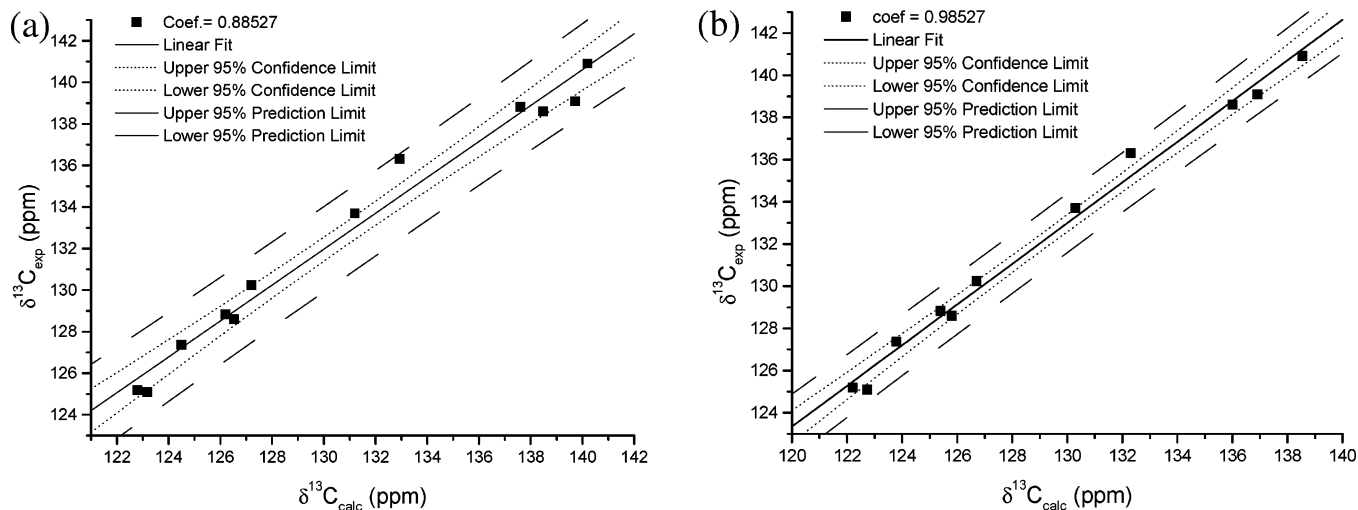 (a)
Coef.= 0.88527
Linear Fit
Upper 95% Confidence Limit
Lower 95% Confidence Limit
Upper 95% Prediction Limit
Lower 95% Prediction Limit
142
140
138
136
134
132
130
128
126
124
δ¹³C_exp (ppm)
122 124 126 128 130 132 134 136 138 140 142
δ¹³C_calc (ppm)
(b)
coef = 0.98527
Linear Fit
Upper 95% Confidence Limit
Lower 95% Confidence Limit
Upper 95% Prediction Limit
Lower 95% Prediction Limit
142
140
138
136
134
132
130
128
126
124
δ¹³C_exp (ppm)
120 122 124 126 128 130 132 134 136 138 140
δ¹³C_calc (ppm)